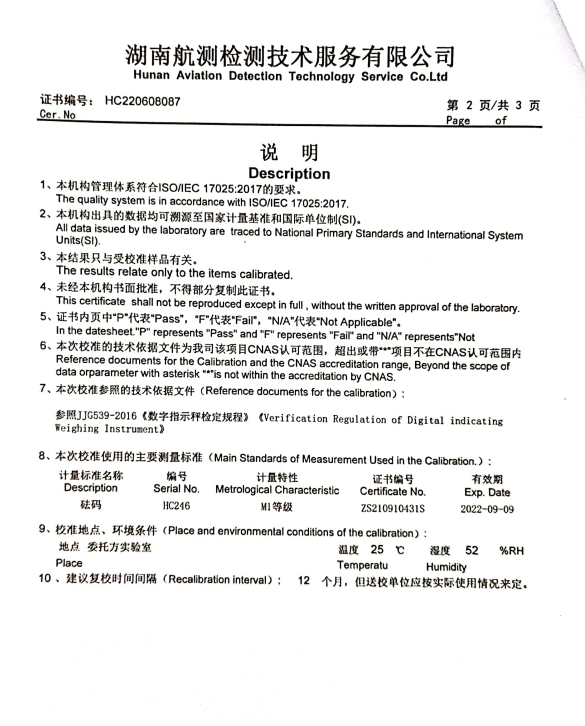 湖南航测检测技术服务有限公司
Hunan Aviation Detection Technology Service Co.Ltd
证书编号： HC220608087 第 2 页/共 3 页
Cer.No Page of
说 明
Description
1、本机构管理体系符合ISO/IEC 17025:2017的要求。
The quality system is in accordance with ISO/IEC 17025:2017.
2、本机构出具的数据均可溯源至国家计量基准和国际单位制(SI)。
All data issued by the laboratory are traced to National Primary Standards and International System
Units(SI).
3、本结果只与受校准样品有关。
The results relate only to the items calibrated.
4、未经本机构书面批准，不得部分复制此证书。
This certificate shall not be reproduced except in full , without the written approval of the laboratory.
5、证书内页中“P”代表“Pass”，“F”代表“Fail”，“N/A”代表“Not Applicable”。
In the datesheet."P" represents "Pass" and "F" represents "Fail" and "N/A" represents"Not
6、本次校准的技术依据文件为我司该项目CNAS认可范围，超出或带“*”项目不在CNAS认可范围内
Reference documents for the Calibration and the CNAS accreditation range, Beyond the scope of
data orparameter with asterisk "*"is not within the accreditation by CNAS.
7、本次校准参照的技术依据文件（Reference documents for the calibration）:
参照JJG539-2016《数字指示秤检定规程》《Verification Regulation of Digital indicating
Weighing Instrument》
8、本次校准使用的主要测量标准（Main Standards of Measurement Used in the Calibration.）:
计量标准名称 编号 计量特性 证书编号 有效期
Description Serial No. Metrological Characteristic Certificate No. Exp. Date
砝码 HC246 M1等级 ZS210910431S 2022-09-09
9、校准地点、环境条件（Place and environmental conditions of the calibration）:
地点 委托方实验室 温度 25 ℃ 湿度 52 %RH
Place Temperatu Humidity
10、建议复校时间间隔（Recalibration interval）: 12 个月，但送校单位应按实际使用情况来定。